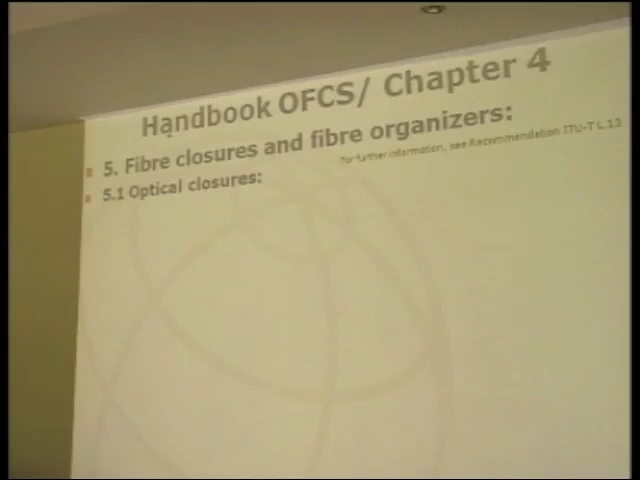 Handbook OFCS/ Chapter 4
5. Fibre closures and fibre organizers:
For further information, see Recommendation ITU-T L.13
5.1 Optical closures: